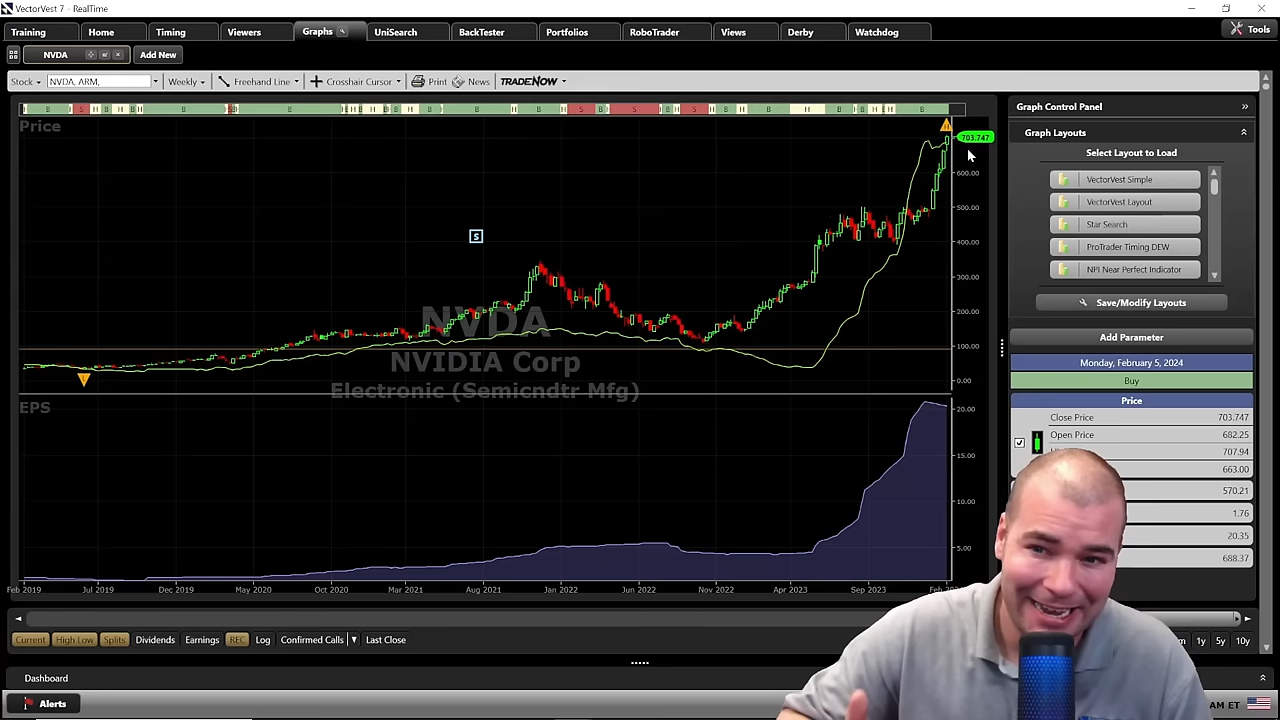 VectorVest 7 - RealTime
Training Home Timing Viewers Graphs UniSearch BackTester Portfolios RoboTrader Views Derby Watchdog Tools
NVDA Add New
Stock NVDA, ARM, Weekly Freehand Line Crosshair Cursor Print News TRADENOW
Price
703.747
600.00
500.00
400.00
300.00
200.00
100.00
0.00
S
NVDA
NVIDIA Corp
Electronic (Semicndtr Mfg)
EPS
20.00
15.00
10.00
5.00
Feb 2019 Jul 2019 Dec 2019 May 2020 Oct 2020 Mar 2021 Aug 2021 Jan 2022 Jun 2022 Nov 2022 Apr 2023 Sep 2023
Current High Low Splits Dividends Earnings REC Log Confirmed Calls Last Close
1y 5y 10y
Graph Control Panel
Graph Layouts
Select Layout to Load
VectorVest Simple
VectorVest Layout
Star Search
ProTrader Timing DEW
NPI Near Perfect Indicator
Save/Modify Layouts
Add Parameter
Monday, February 5, 2024
Buy
Price
Close Price 703.747
Open Price 682.25
707.94
663.00
570.21
1.76
20.35
688.37
Dashboard
Alerts
AM ET